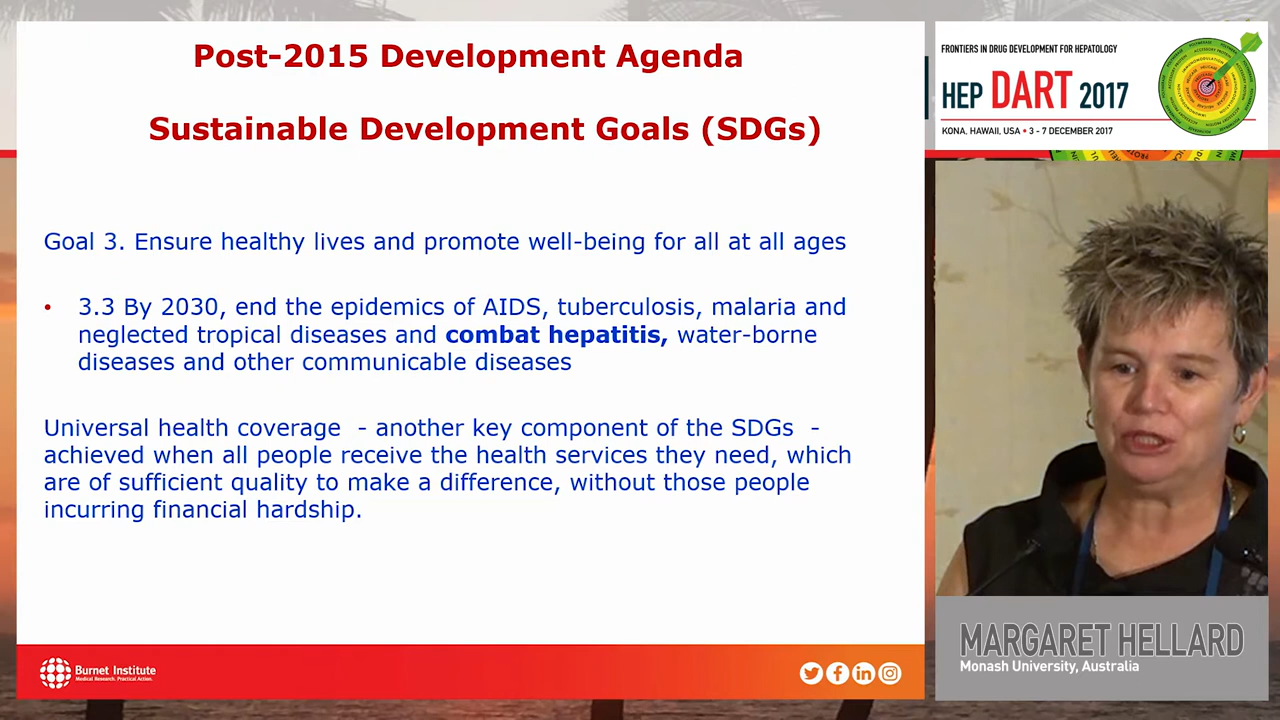 Post-2015 Development Agenda
Sustainable Development Goals (SDGs)
Goal 3. Ensure healthy lives and promote well-being for all at all ages
• 3.3 By 2030, end the epidemics of AIDS, tuberculosis, malaria and
neglected tropical diseases and combat hepatitis, water-borne
diseases and other communicable diseases
Universal health coverage - another key component of the SDGs -
achieved when all people receive the health services they need, which
are of sufficient quality to make a difference, without those people
incurring financial hardship.
Burnet Institute
Medical Research. Practical Action.
FRONTIERS IN DRUG DEVELOPMENT FOR HEPATOLOGY
HEP DART 2017
KONA, HAWAII, USA • 3 - 7 DECEMBER 2017
MARGARET HELLARD
Monash University, Australia